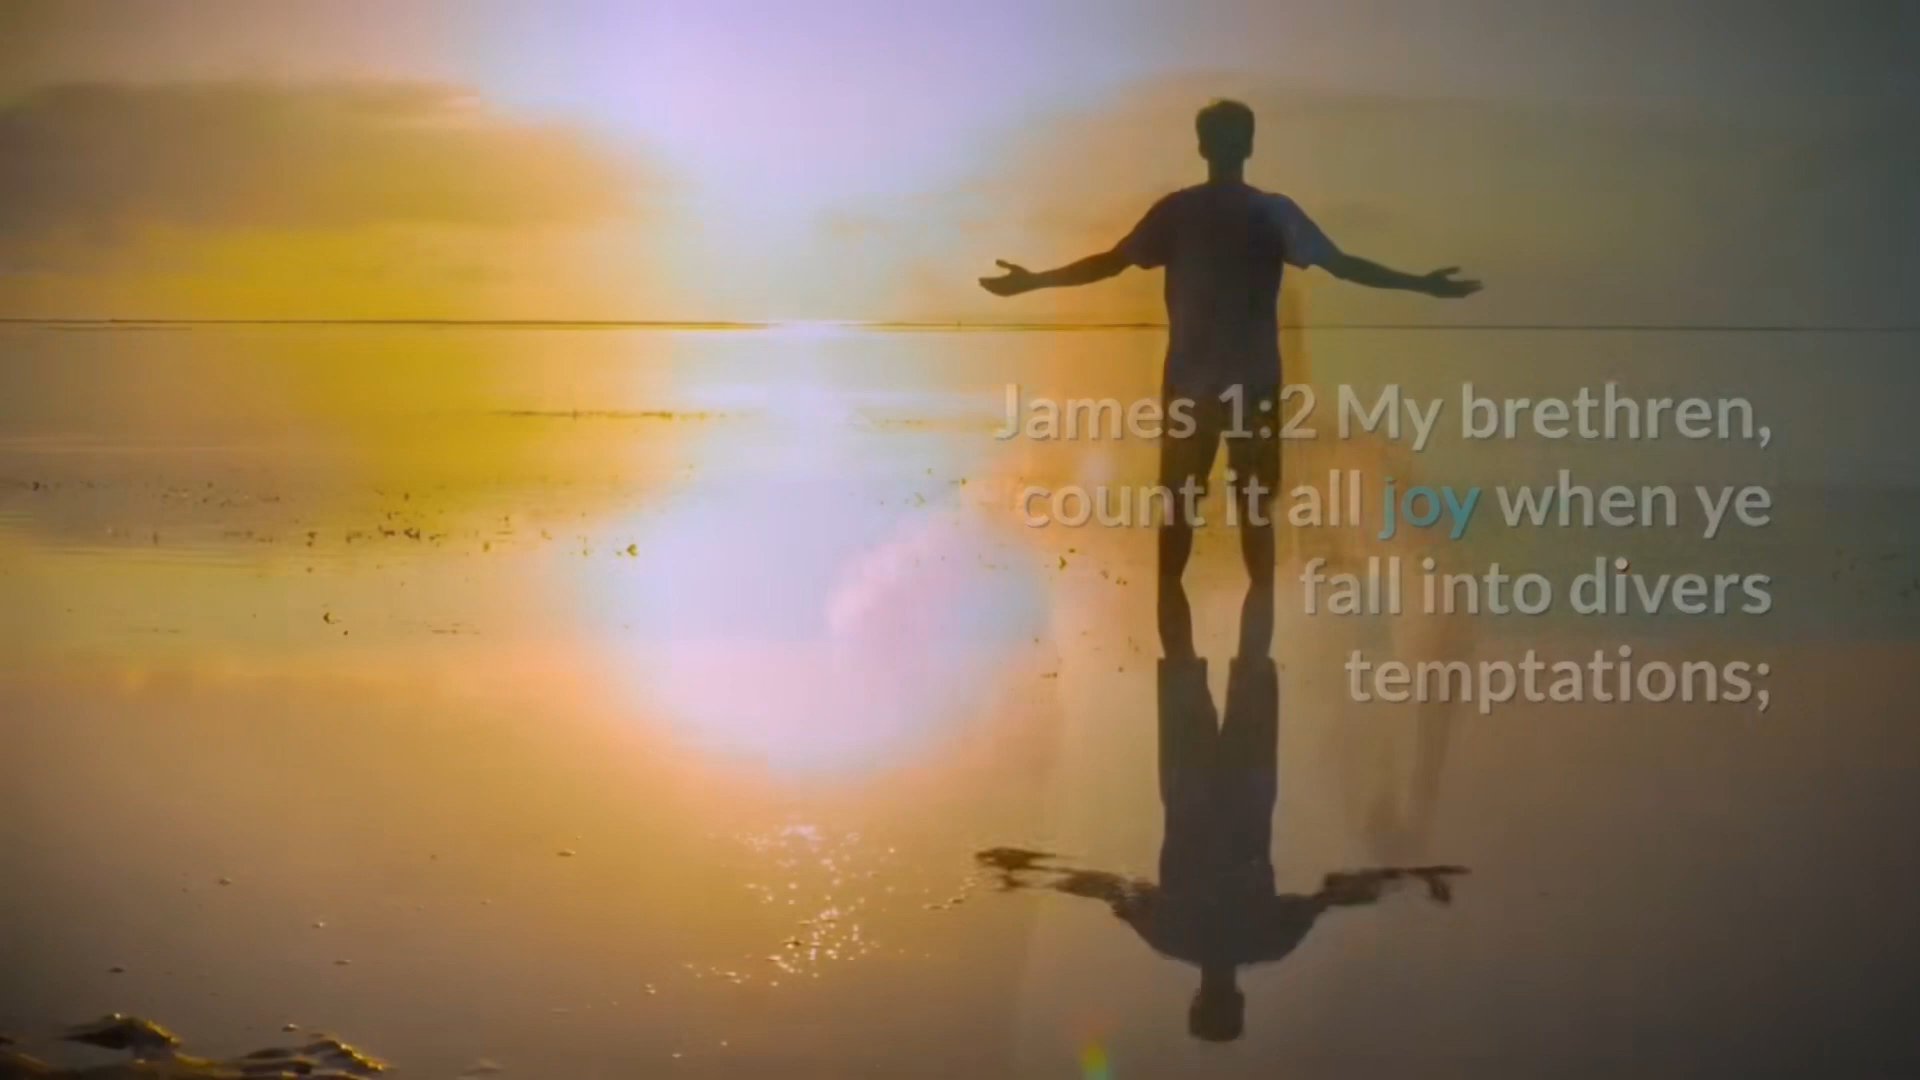 James 1:2 My brethren,
count it all joy when ye
fall into divers
temptations;